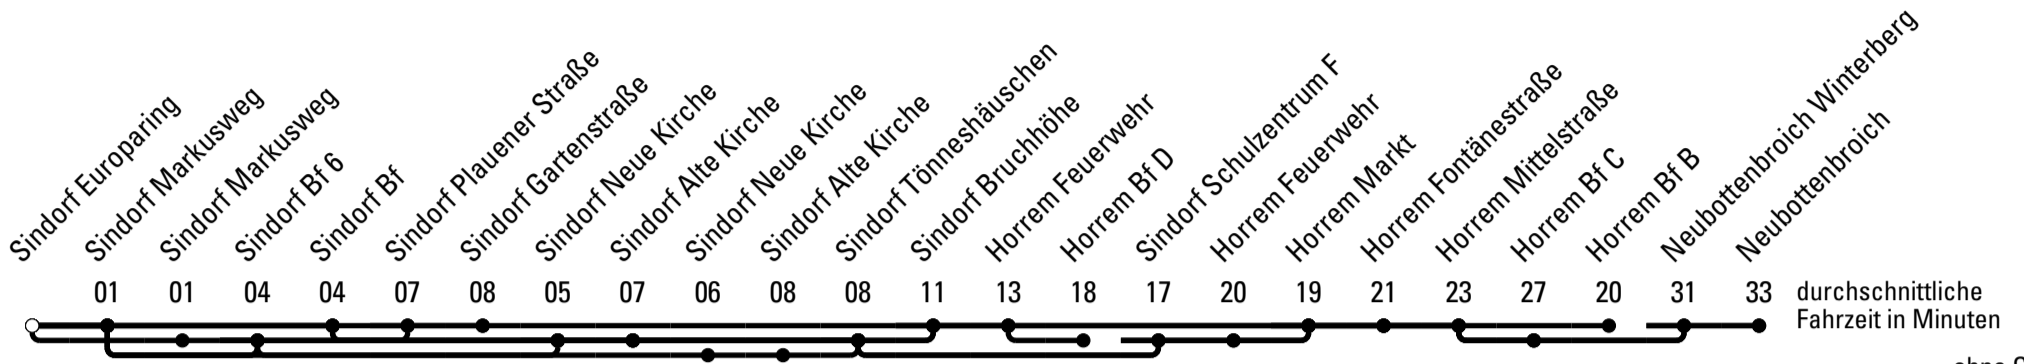 Sindorf Europaring
Sindorf Markusweg
Sindorf Markusweg
Sindorf Bf 6
Sindorf Bf
Sindorf Plauener Straße
Sindorf Gartenstraße
Sindorf Neue Kirche
Sindorf Alte Kirche
Sindorf Neue Kirche
Sindorf Alte Kirche
Sindorf Tönneshäuschen
Sindorf Bruchhöhe
Horrem Feuerwehr
Horrem Bf D
Sindorf Schulzentrum F
Horrem Feuerwehr
Horrem Markt
Horrem Fontänestraße
Horrem Mittelstraße
Horrem Bf C
Horrem Bf B
Neubottenbroich Winterberg
Neubottenbroich
01 01 04 04 07 08 05 07 06 08 08 11 13 18 17 20 19 21 23 27 20 31 33 durchschnittliche
Fahrzeit in Minuten